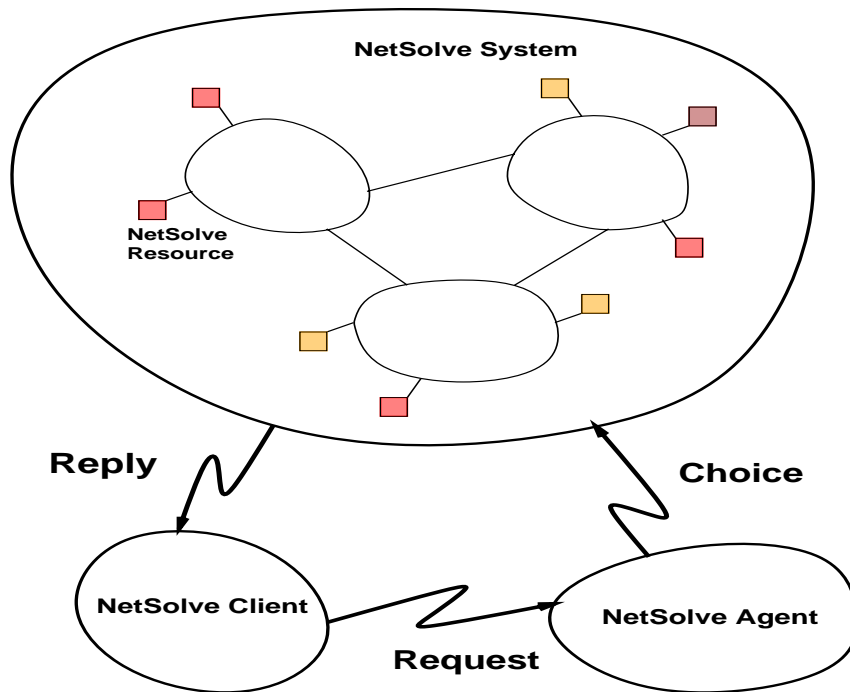 NetSolve System
NetSolve
Resource
Reply
Choice
NetSolve Client
NetSolve Agent
Request